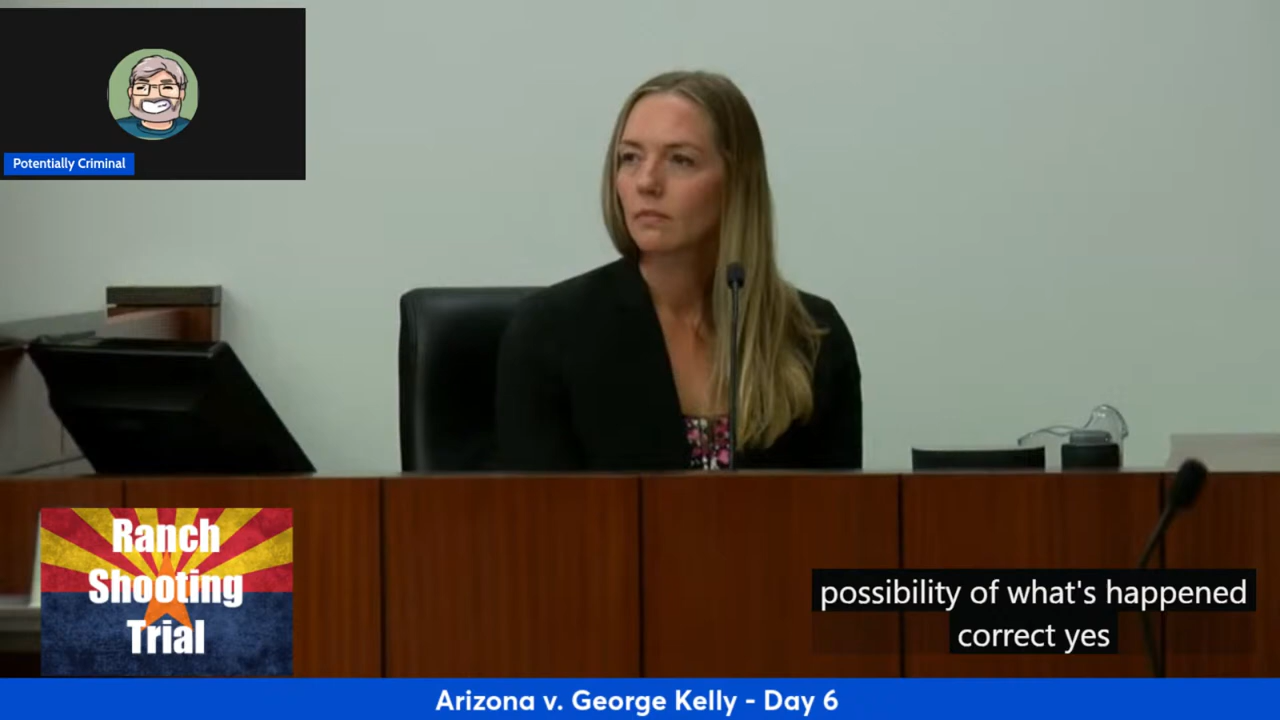 Potentially Criminal
Ranch
Shooting
Trial
possibility of what's happened
correct yes
Arizona v. George Kelly - Day 6